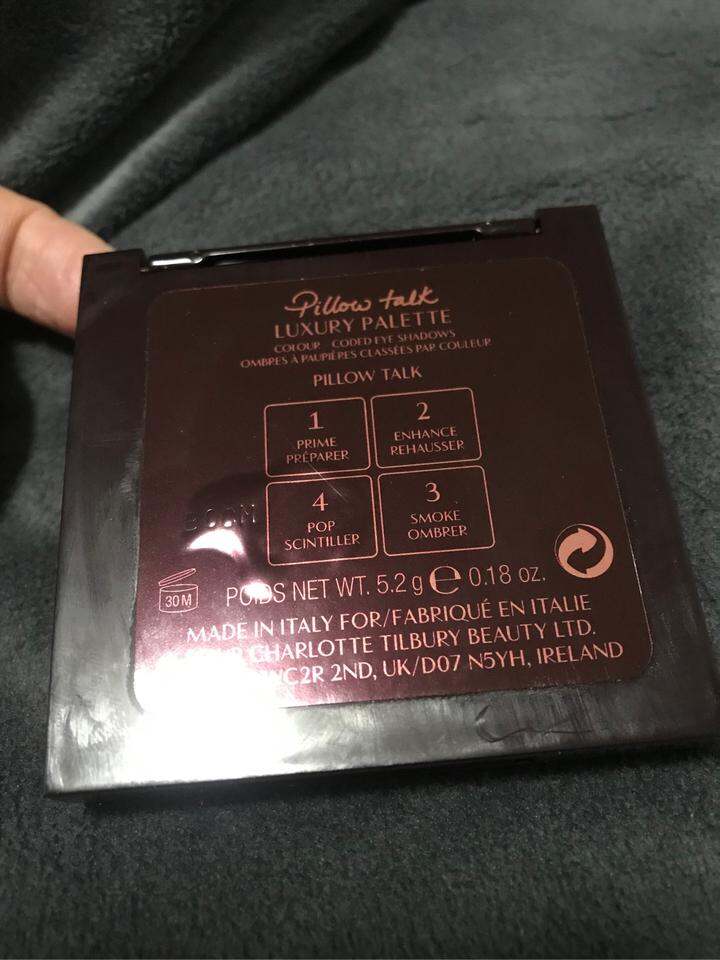 Pillow talk
LUXURY PALETTE
COLOUR CODED EYE SHADOWS
OMBRES À PAUPIÈRES CLASSÉES PAR COULEUR
PILLOW TALK
1
PRIME
PRÉPARER
2
ENHANCE
REHAUSSER
4
POP
SCINTILLER
3
SMOKE
OMBRER
30 M
POIDS NET WT. 5.2 g e 0.18 OZ.
MADE IN ITALY FOR/FABRIQUÉ EN ITALIE
CHARLOTTE TILBURY BEAUTY LTD.
WC2R 2ND, UK/D07 N5YH, IRELAND